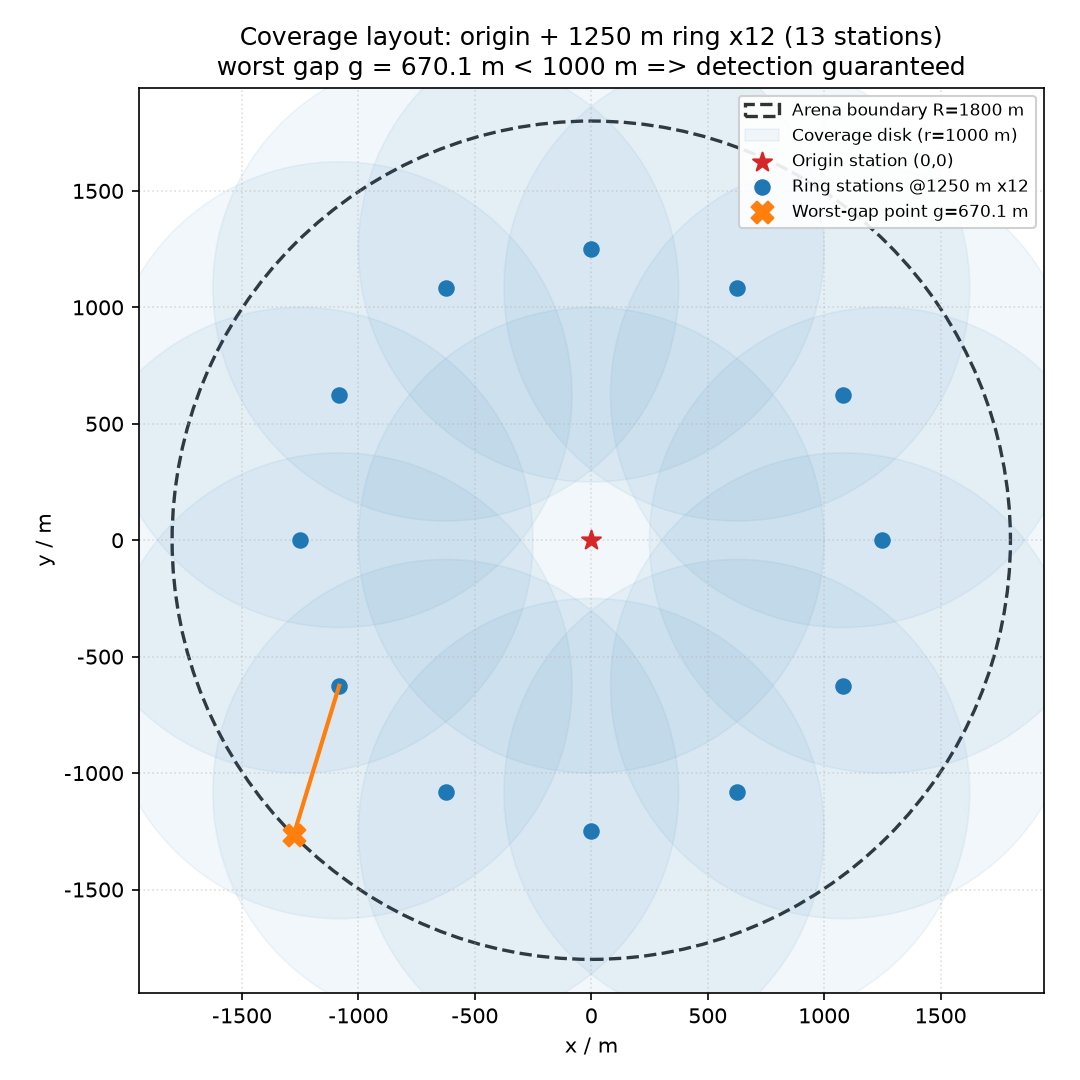 Coverage layout: origin + 1250 m ring x12 (13 stations)
worst gap g = 670.1 m < 1000 m => detection guaranteed
Arena boundary R=1800 m
Coverage disk (r=1000 m)
Origin station (0,0)
Ring stations @1250 m x12
Worst-gap point g=670.1 m
y / m
1500
1000
500
0
-500
-1000
-1500
-1500
-1000
-500
0
500
1000
1500
x / m